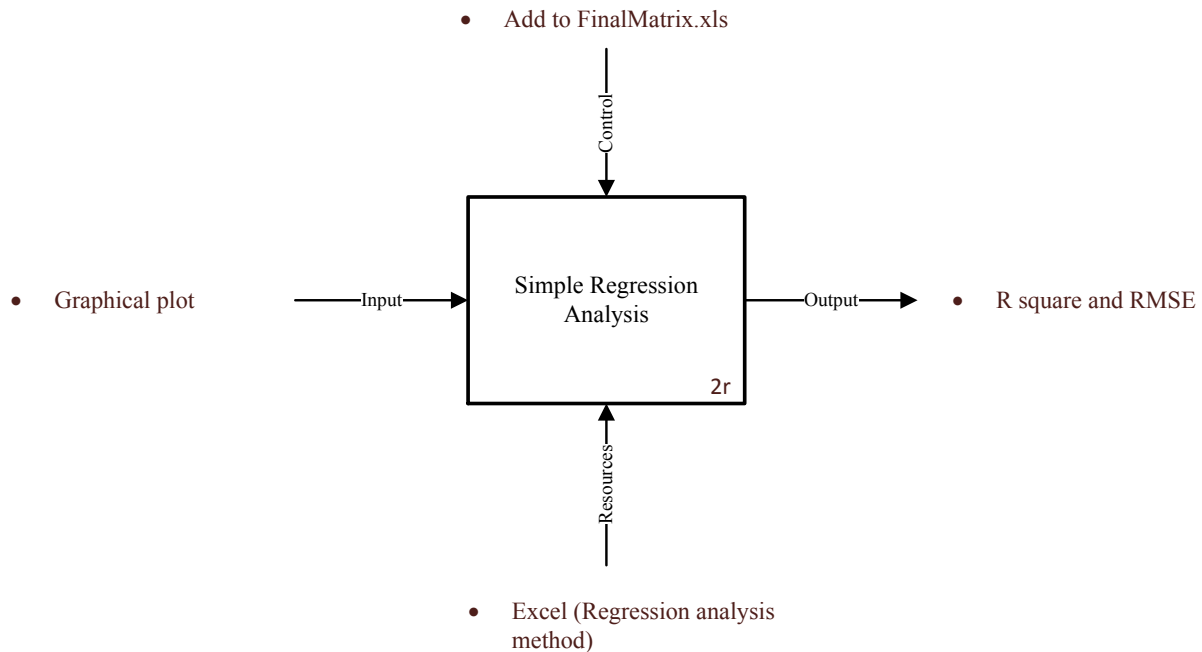 • Add to FinalMatrix.xls
Control
• Graphical plot
Input
Simple Regression
Analysis
2r
Output
• R square and RMSE
Resources
• Excel (Regression analysis
method)